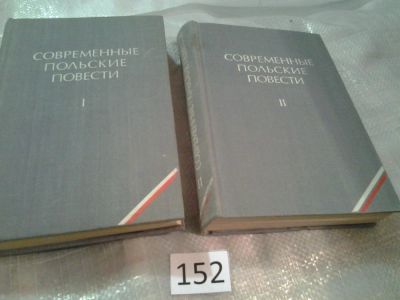 СОВРЕМЕННЫЕ
ПОЛЬСКИЕ
ПОВЕСТИ
I
СОВРЕМЕННЫЕ
ПОЛЬСКИЕ
ПОВЕСТИ
II
152